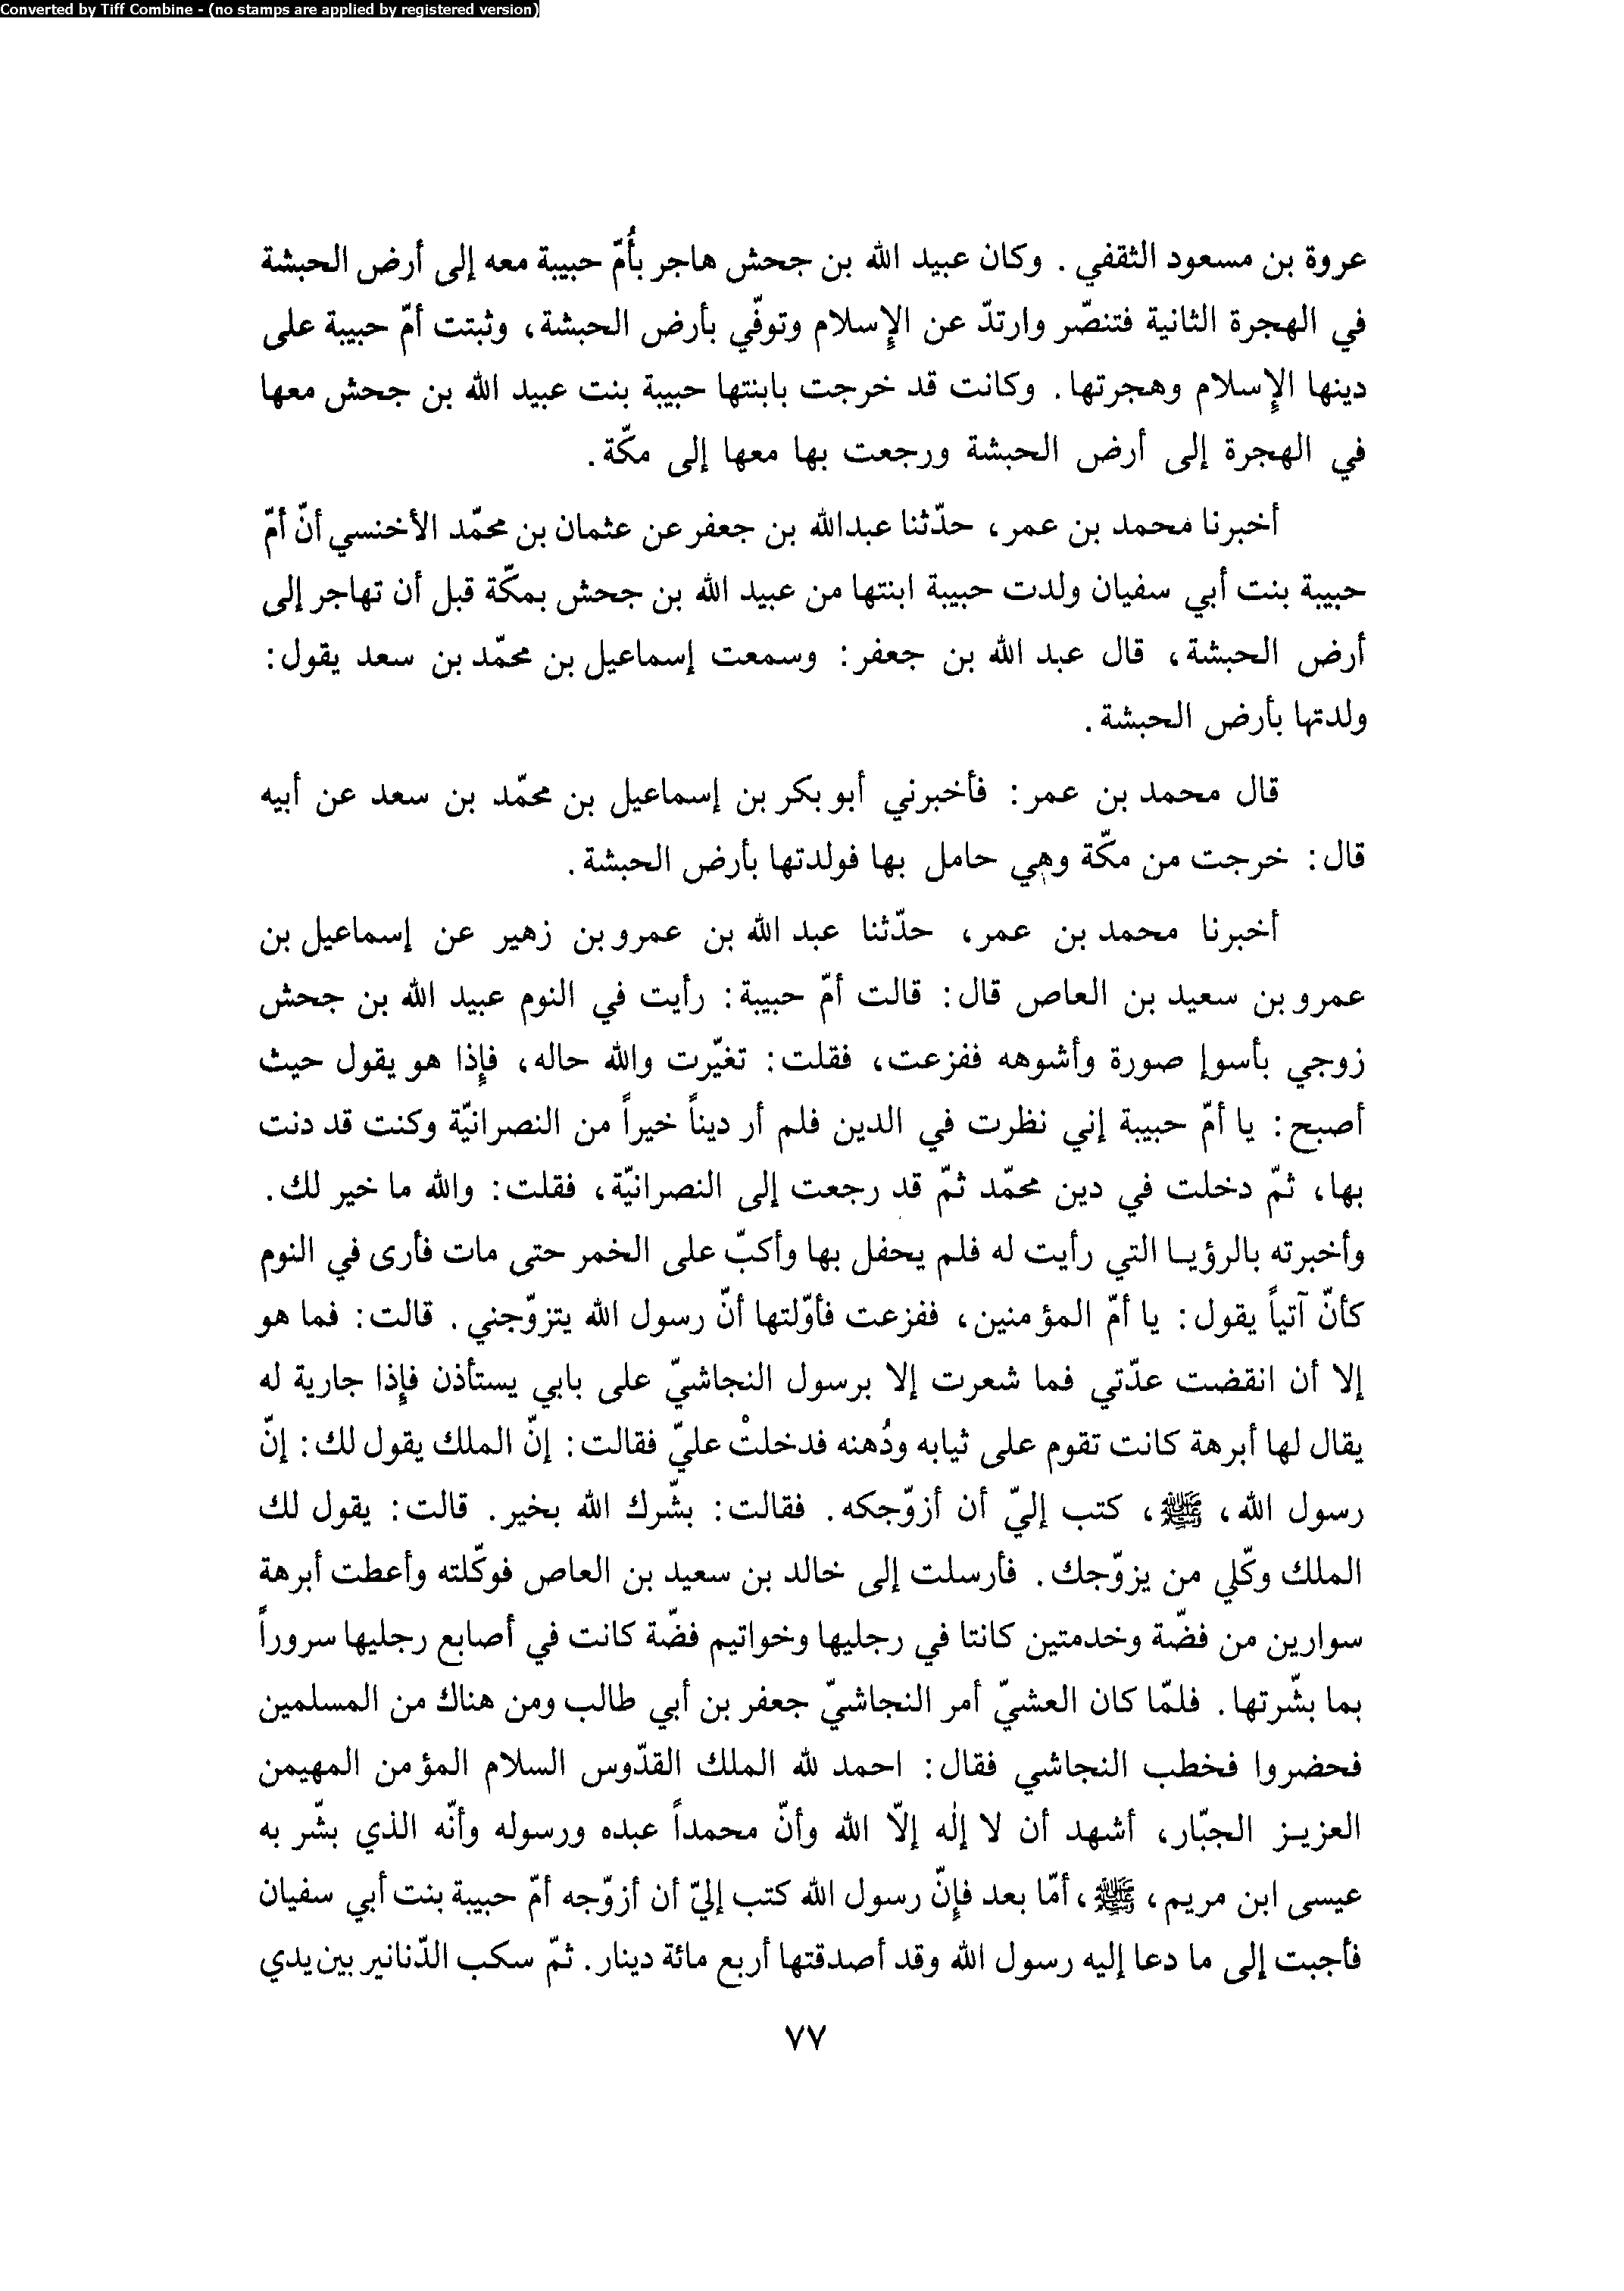 Converted by Tiff Combine - (no stamps are applied by registered version)
عروة بن مسعود الثقفي . وكان عبيد الله بن جحش هاجر بأُمّ حبيبة معه إلى أرض الحبشة
في الهجرة الثانية فتنصّر وارتدّ عن الإسلام وتوفّي بأرض الحبشة، وثبتت أمّ حبيبة على
دينها الإسلام وهجرتها. وكانت قد خرجت بابنتها حبيبة بنت عبيد الله بن جحش معها
في الهجرة إلى أرض الحبشة ورجعت بها معها إلى مكّة.
أخبرنا محمد بن عمر، حدّثنا عبدالله بن جعفر عن عثمان بن محمّد الأخنسي أنّ أمّ
حبيبة بنت أبي سفيان ولدت حبيبة ابنتها من عبيد الله بن جحش بمكّة قبل أن تهاجر إلى
أرض الحبشة، قال عبد الله بن جعفر: وسمعت إسماعيل بن محمّد بن سعد يقول:
ولدتها بأرض الحبشة.
قال محمد بن عمر: فأخبرني أبو بكر بن إسماعيل بن محمّد بن سعد عن أبيه
قال: خرجت من مكّة وهي حامل بها فولدتها بأرض الحبشة.
أخبرنا محمد بن عمر، حدّثنا عبد الله بن عمرو بن زهير عن إسماعيل بن
عمرو بن سعيد بن العاص قال: قالت أمّ حبيبة: رأيت في النوم عبيد الله بن جحش
زوجي بأسوإ صورة وأشوهه ففزعت، فقلت: تغيّرت والله حاله، فإذا هو يقول حيث
أصبح: يا أمّ حبيبة إني نظرت في الدين فلم أر ديناً خيراً من النصرانيّة وكنت قد دنت
بها، ثمّ دخلت في دين محمّد ثمّ قد رجعت إلى النصرانيّة، فقلت: والله ما خير لك.
وأخبرته بالرؤيا التي رأيت له فلم يحفل بها وأكبّ على الخمر حتى مات فأرى في النوم
كأنّ آتياً يقول: يا أمّ المؤمنين، ففزعت فأوّلتها أنّ رسول الله يتزوّجني. قالت: فما هو
إلا أن انقضت عدّتي فما شعرت إلا برسول النجاشيّ على بابي يستأذن فإذا جارية له
يقال لها أبرهة كانت تقوم على ثيابه ودُهنه فدخلتْ عليّ فقالت: إنّ الملك يقول لك: إنّ
رسول الله، ﷺ، كتب إليّ أن أزوّجكه. فقالت: بشّرك الله بخير. قالت: يقول لك
الملك وكّلي من يزوّجك. فأرسلت إلى خالد بن سعيد بن العاص فوكّلته وأعطت أبرهة
سوارين من فضّة وخدمتين كانتا في رجليها وخواتيم فضّة كانت في أصابع رجليها سروراً
بما بشّرتها. فلمّا كان العشيّ أمر النجاشيّ جعفر بن أبي طالب ومن هناك من المسلمين
فحضروا فخطب النجاشي فقال: احمد لله الملك القدّوس السلام المؤمن المهيمن
العزيز الجبّار، أشهد أن لا إلٰه إلاّ الله وأنّ محمداً عبده ورسوله وأنّه الذي بشّر به
عيسى ابن مريم، ﷺ، أمّا بعد فإنّ رسول الله كتب إليّ أن أزوّجه أمّ حبيبة بنت أبي سفيان
فأجبت إلى ما دعا إليه رسول الله وقد أصدقتها أربع مائة دينار. ثمّ سكب الدّنانير بين يدي
٧٧